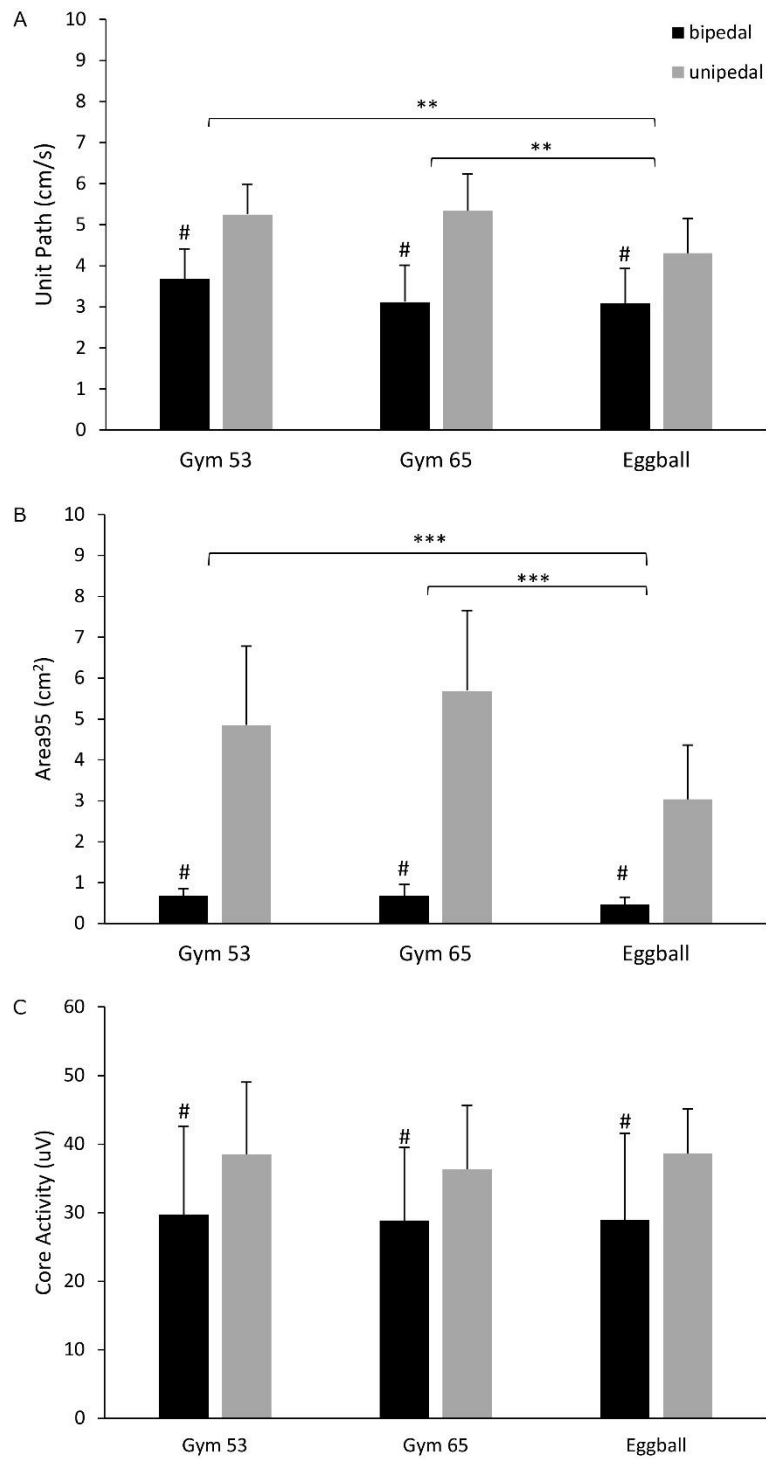 A
10
9
8
7
6
5
4
3
2
1
0
Unit Path (cm/s)
bipedal
unipedal
**
**
#
#
#
Gym 53
Gym 65
Eggball
B
10
9
8
7
6
5
4
3
2
1
0
Area95 (cm²)
***
***
#
#
#
Gym 53
Gym 65
Eggball
C
60
50
40
30
20
10
0
Core Activity (uV)
#
#
#
Gym 53
Gym 65
Eggball